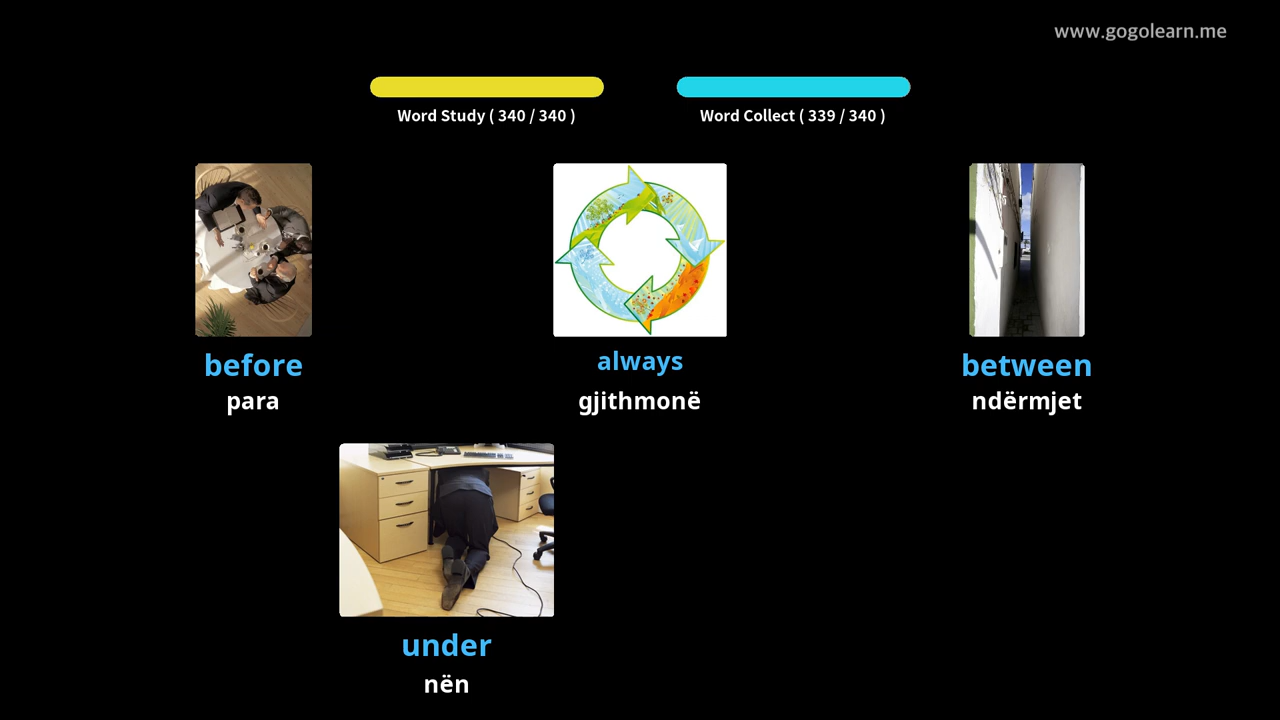 www.gogolearn.me
Word Study ( 340 / 340 )
Word Collect ( 339 / 340 )
before
para
always
gjithmonë
between
ndërmjet
under
nën